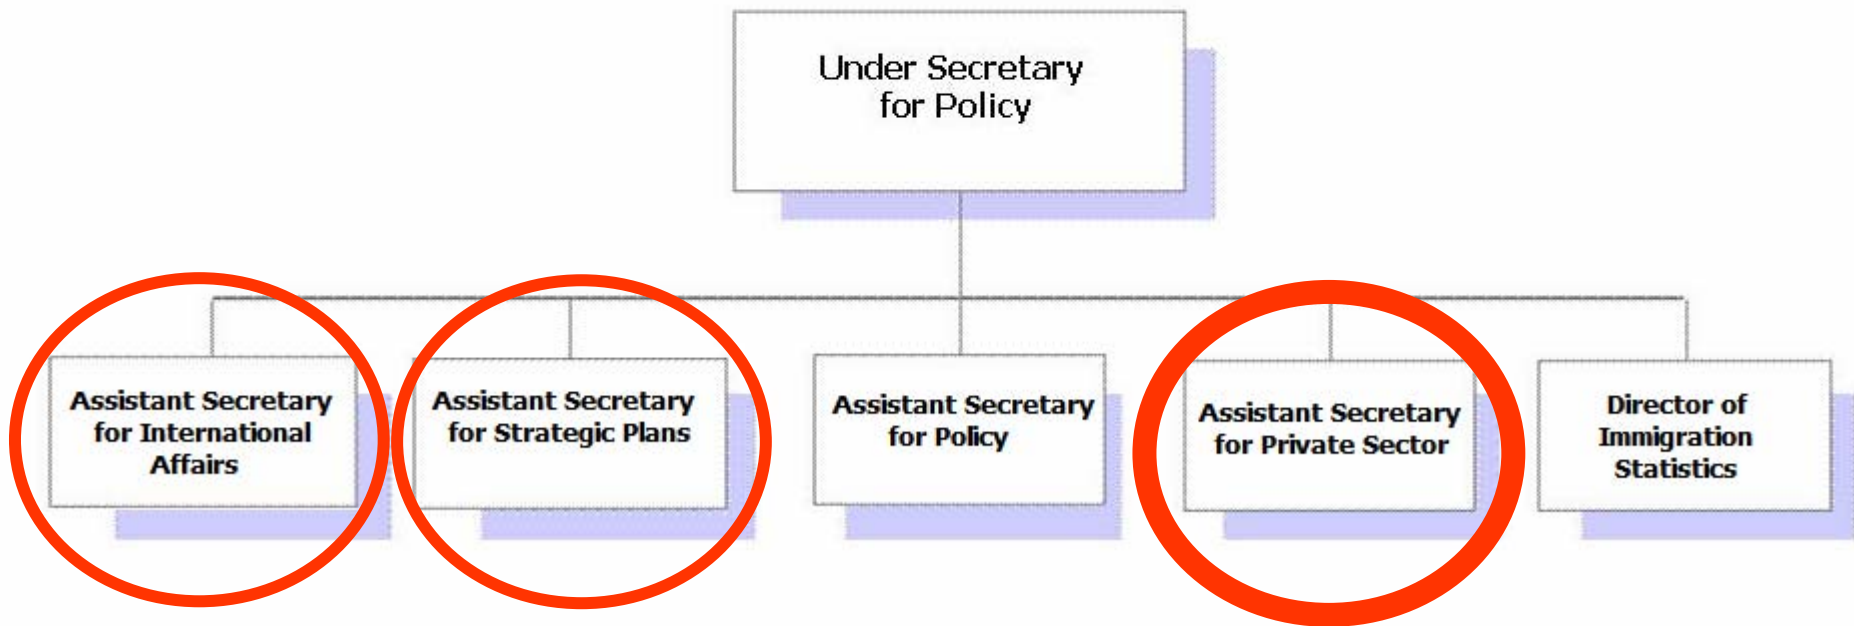 Under Secretary
for Policy
Assistant Secretary
for International
Affairs
Assistant Secretary
for Strategic Plans
Assistant Secretary
for Policy
Assistant Secretary
for Private Sector
Director of
Immigration
Statistics